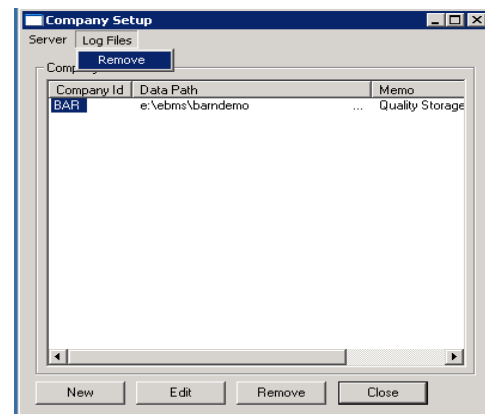 Company Setup
Server Log Files
Remove
Comp
Company Id Data Path Memo
BAR e:\ebms\barndemo ... Quality Storage
New Edit Remove Close